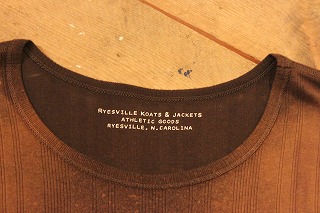 RYESVILLE KOATS & JACKETS
ATHLETIC GOODS
RYESVILLE, N.CAROLINA